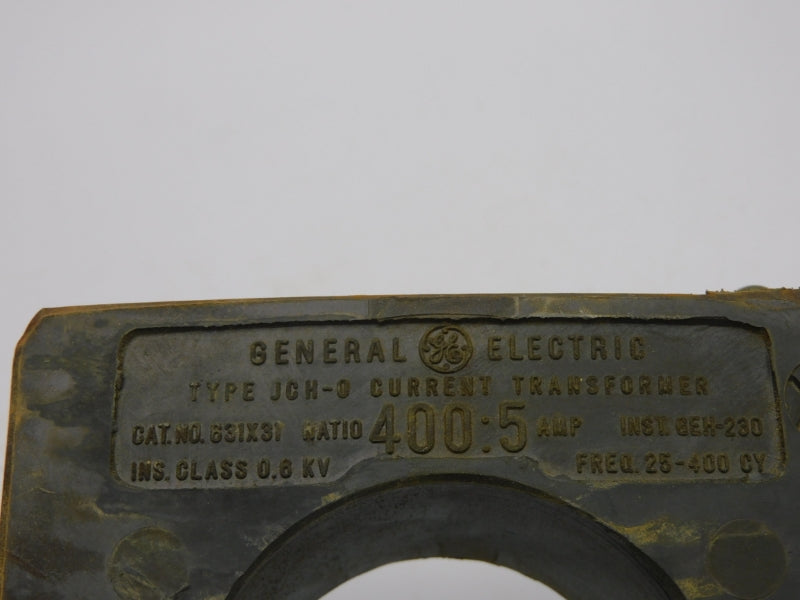 GENERAL GE ELECTRIC
TYPE JCH-0 CURRENT TRANSFORMER
CAT. NO. 631X31 RATIO 400:5 AMP INST. GEH-230
INS. CLASS 0.6 KV FREQ. 25-400 CY